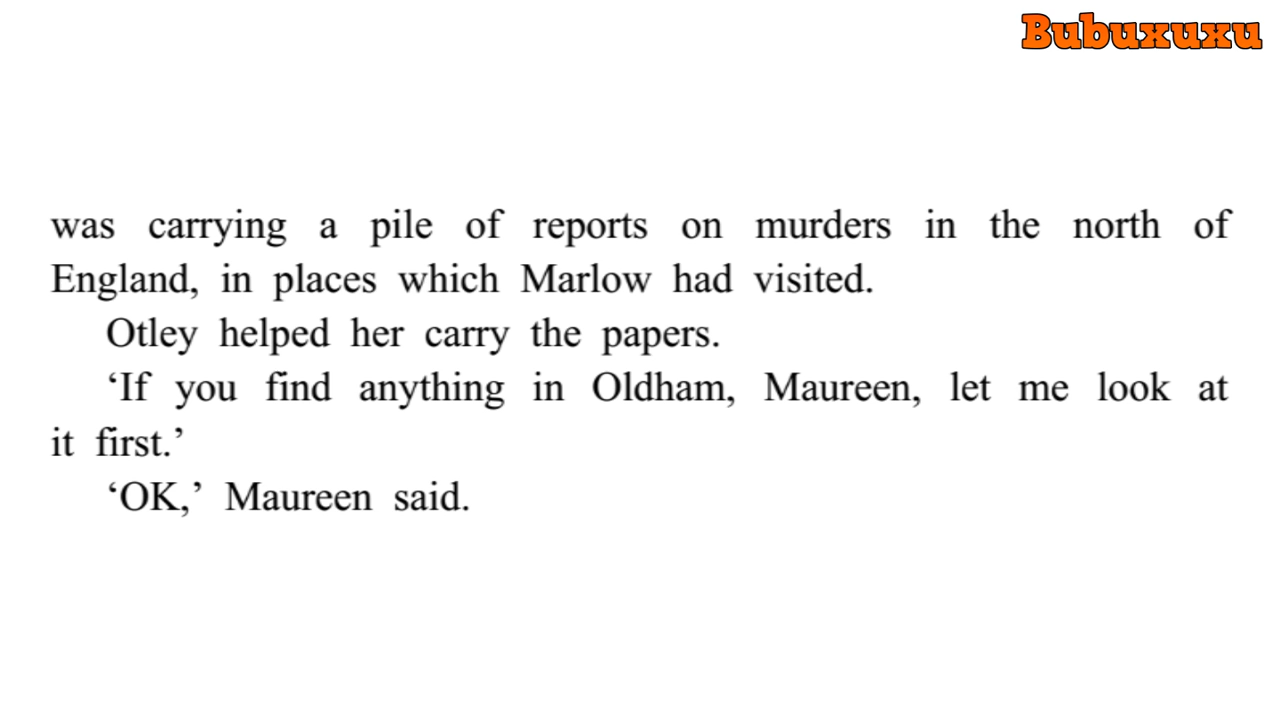 Bubuxuxu
was carrying a pile of reports on murders in the north of
England, in places which Marlow had visited.
Otley helped her carry the papers.
‘If you find anything in Oldham, Maureen, let me look at
it first.’
‘OK,’ Maureen said.